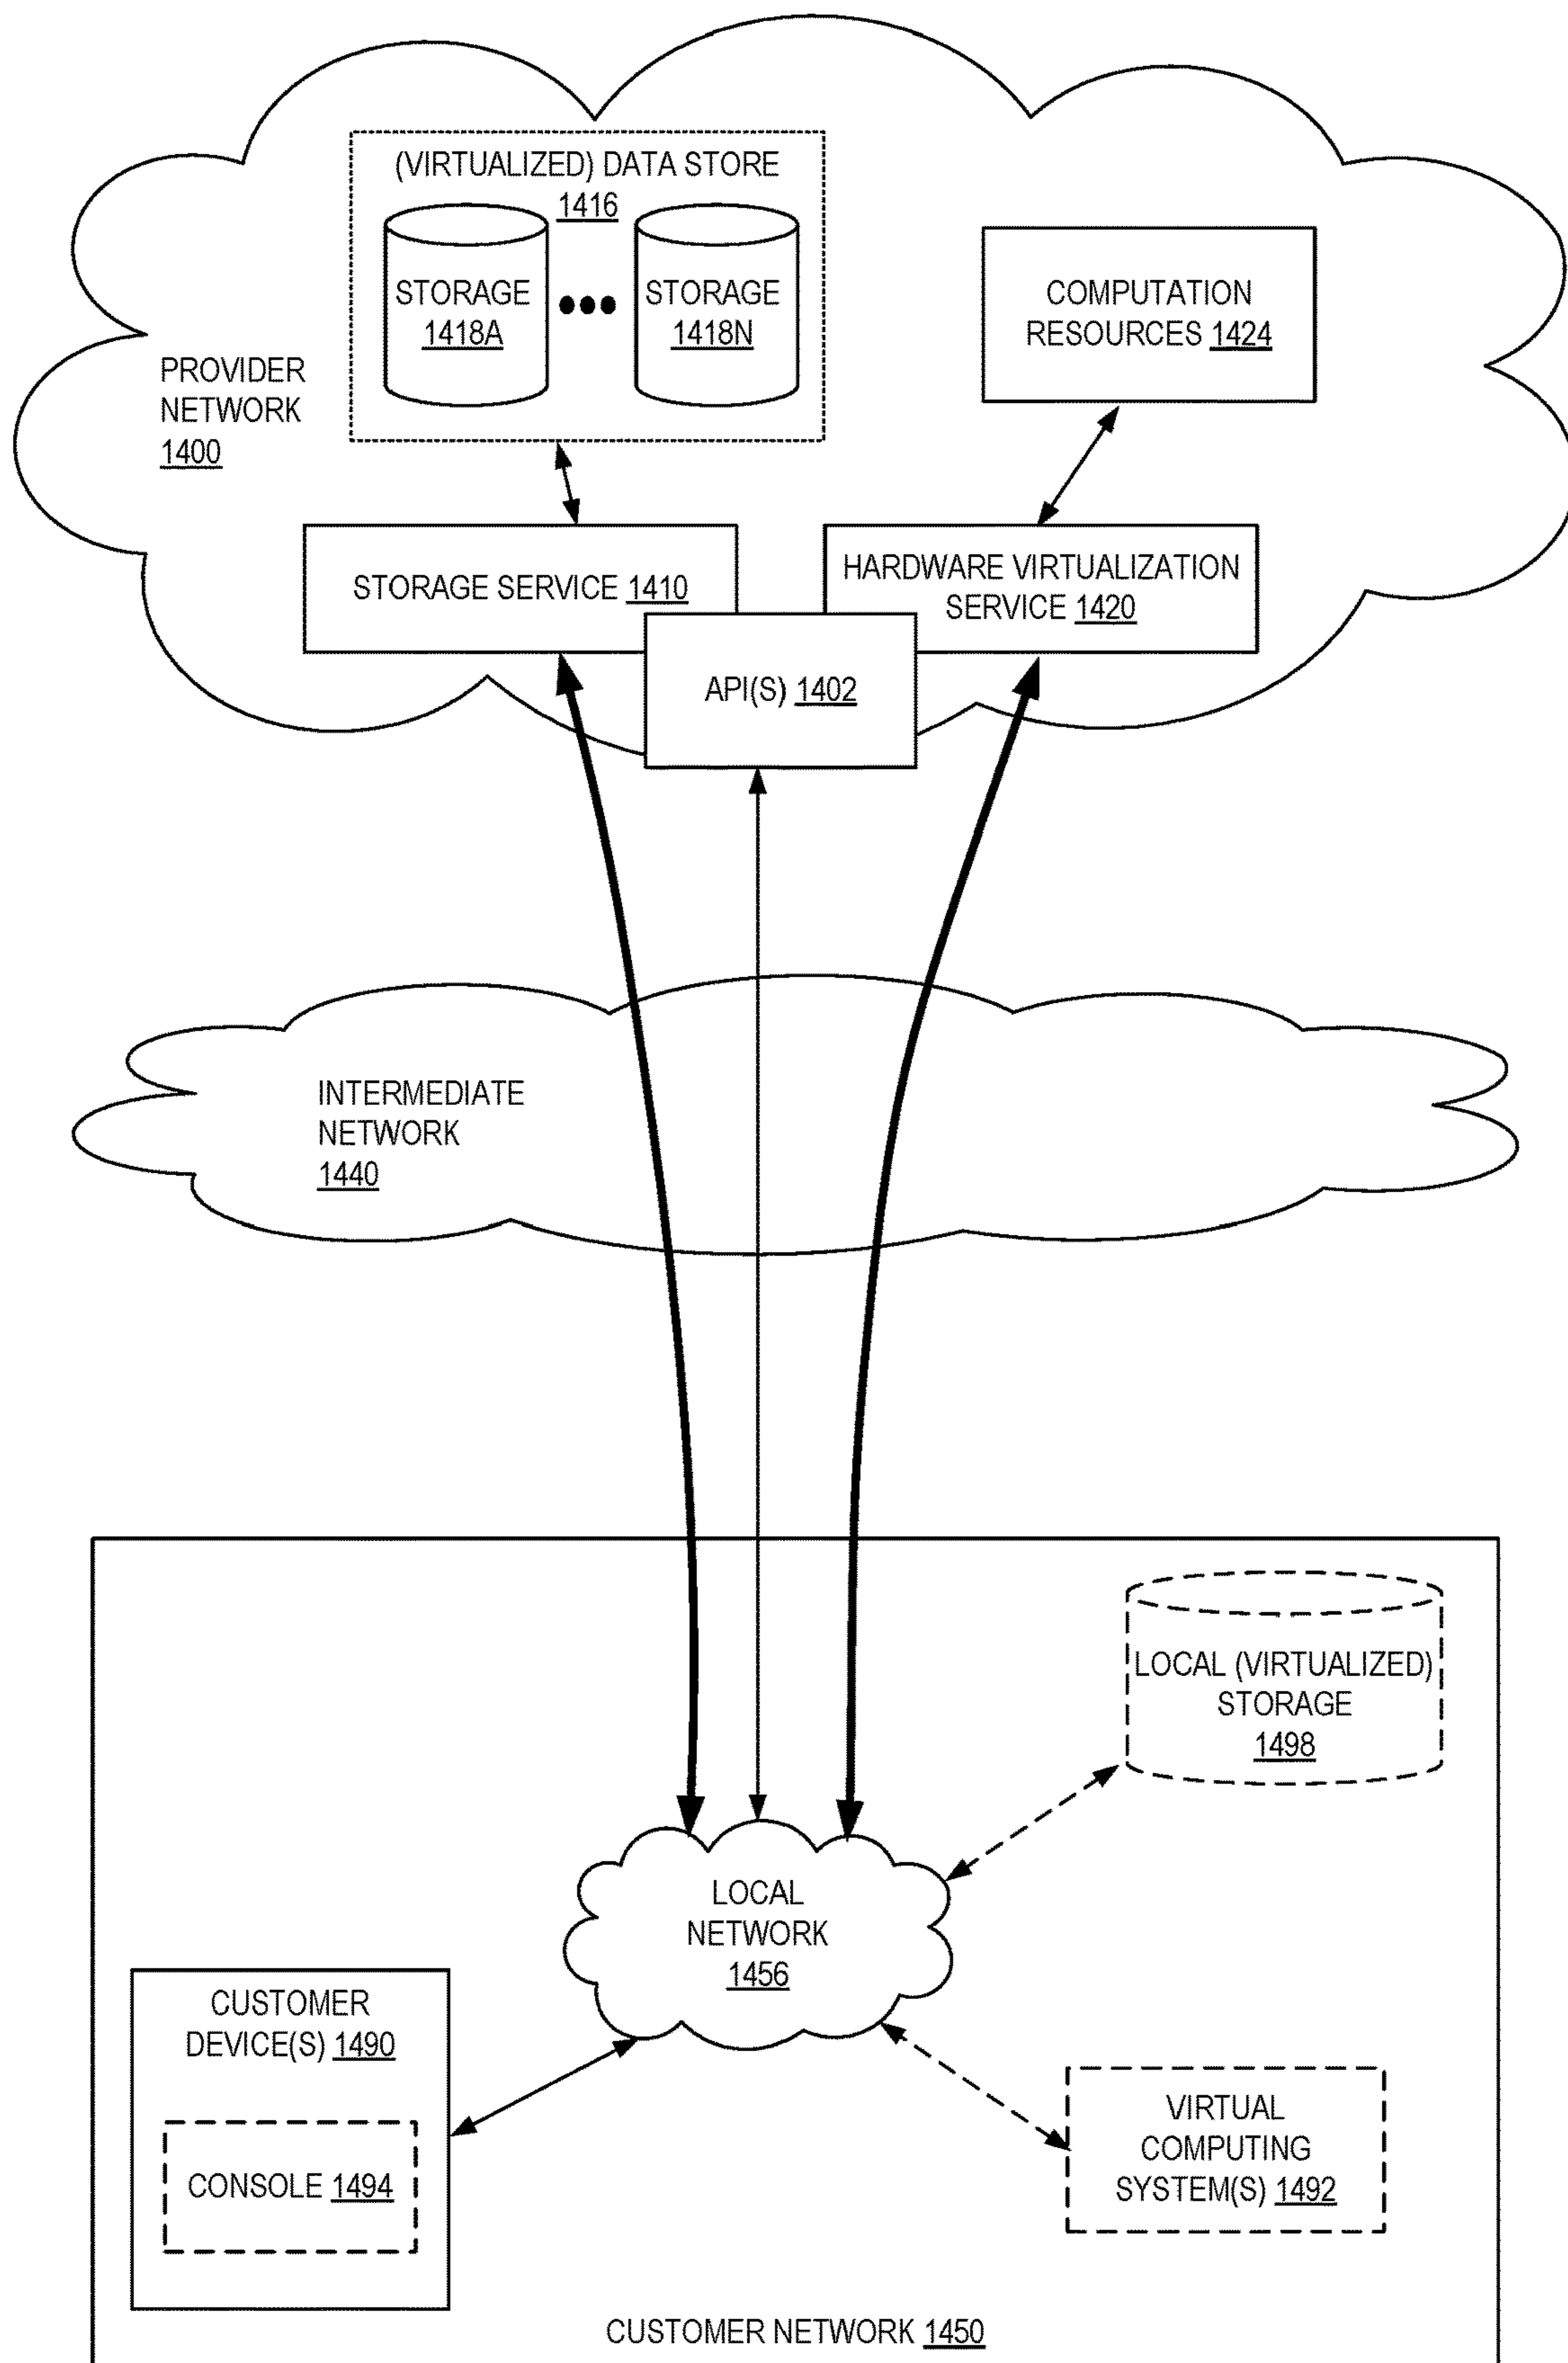 (VIRTUALIZED) DATA STORE
1416
STORAGE
1418A
STORAGE
1418N
COMPUTATION
RESOURCES 1424
PROVIDER
NETWORK
1400
STORAGE SERVICE 1410
HARDWARE VIRTUALIZATION
SERVICE 1420
API(S) 1402
INTERMEDIATE
NETWORK
1440
LOCAL (VIRTUALIZED)
STORAGE
1498
LOCAL
NETWORK
1456
CUSTOMER
DEVICE(S) 1490
CONSOLE 1494
VIRTUAL
COMPUTING
SYSTEM(S) 1492
CUSTOMER NETWORK 1450